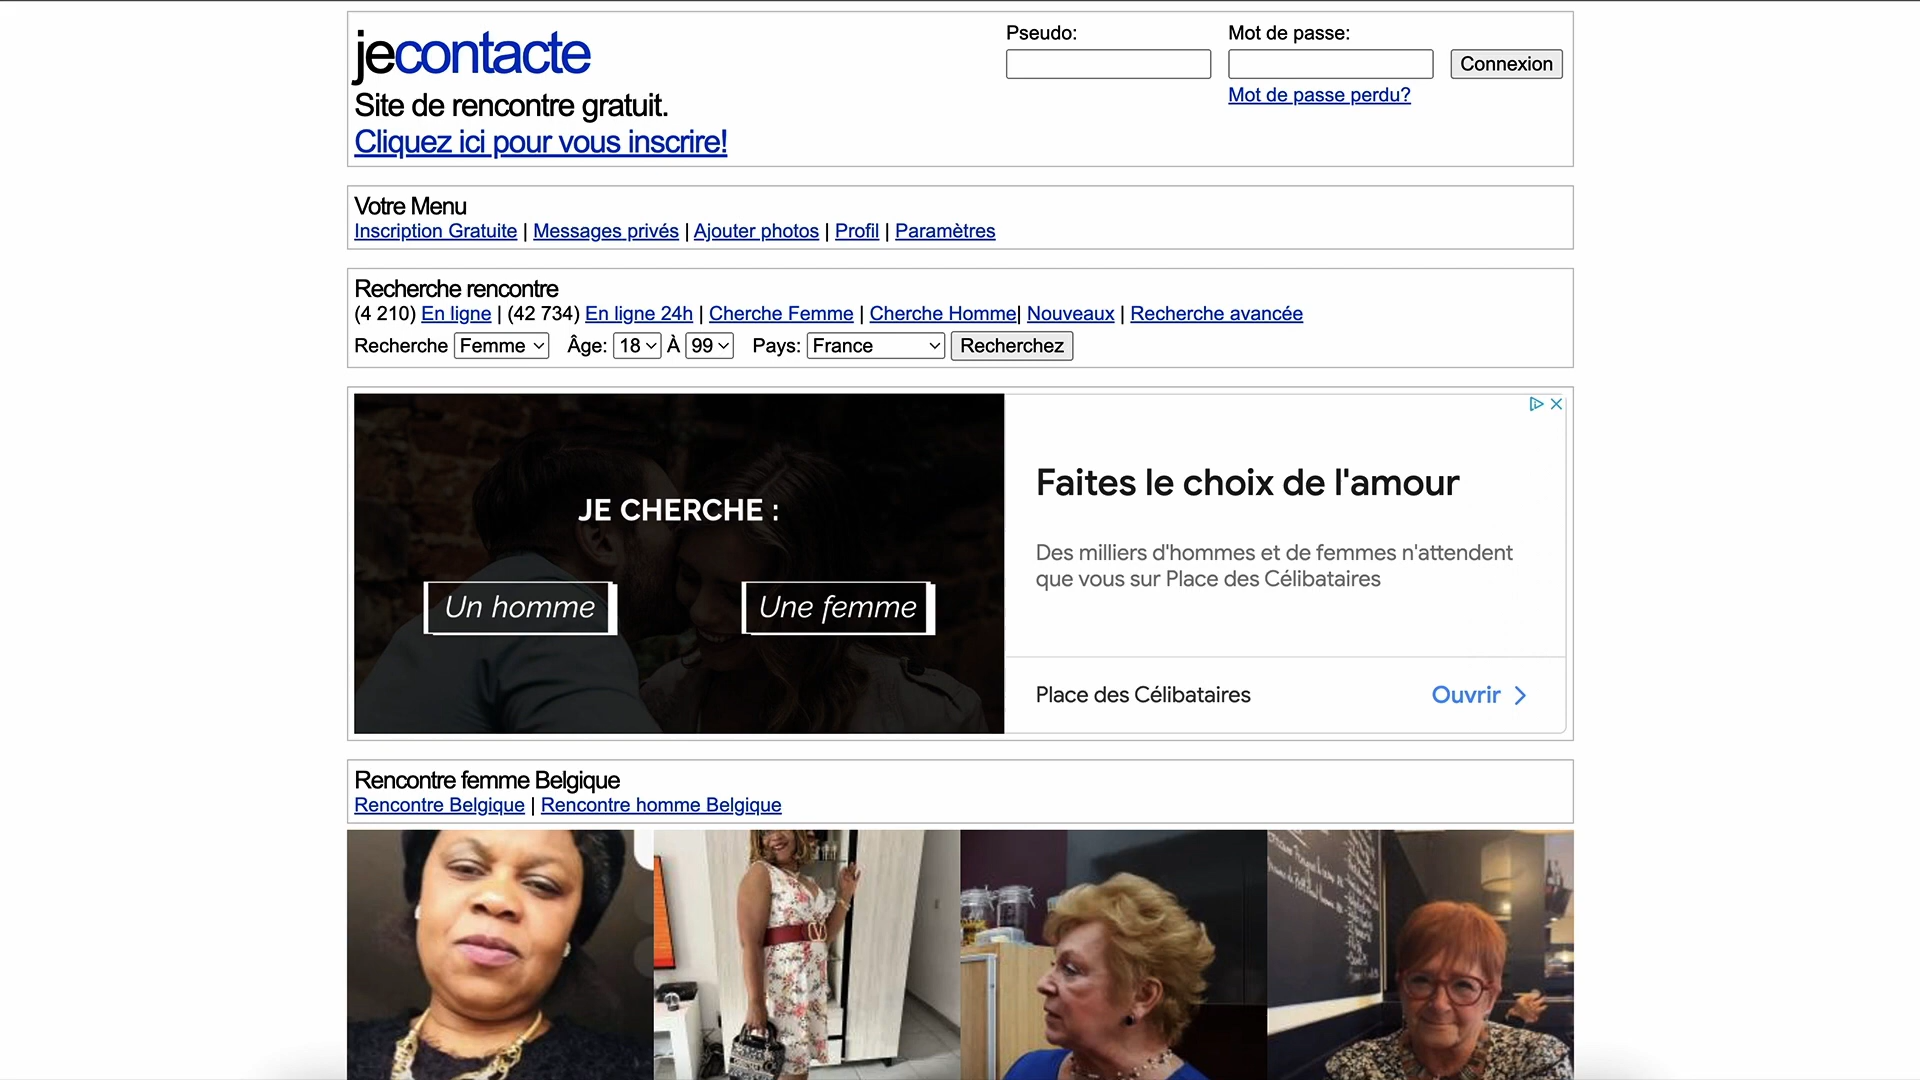 jecontacte
Site de rencontre gratuit.
Cliquez ici pour vous inscrire!
Pseudo:
Mot de passe:
Connexion
Mot de passe perdu?
Votre Menu
Inscription Gratuite | Messages privés | Ajouter photos | Profil | Paramètres
Recherche rencontre
(4 210) En ligne | (42 734) En ligne 24h | Cherche Femme | Cherche Homme| Nouveaux | Recherche avancée
Recherche Femme Âge: 18 À 99 Pays: France Recherchez
JE CHERCHE :
Un homme
Une femme
Faites le choix de l'amour
Des milliers d'hommes et de femmes n'attendent
que vous sur Place des Célibataires
Place des Célibataires
Ouvrir
Rencontre femme Belgique
Rencontre Belgique | Rencontre homme Belgique